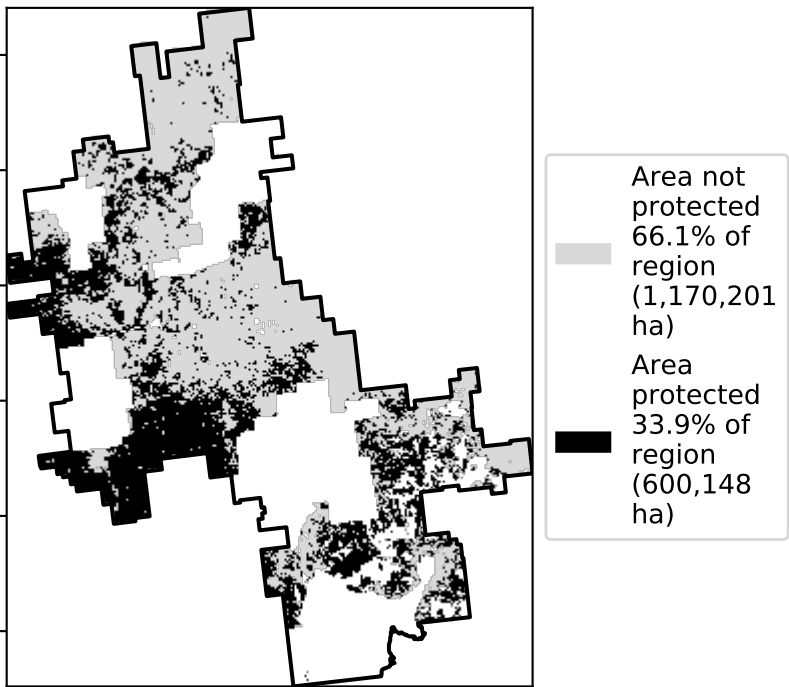 Area not
protected
66.1% of
region
(1,170,201
ha)
Area
protected
33.9% of
region
(600,148
ha)